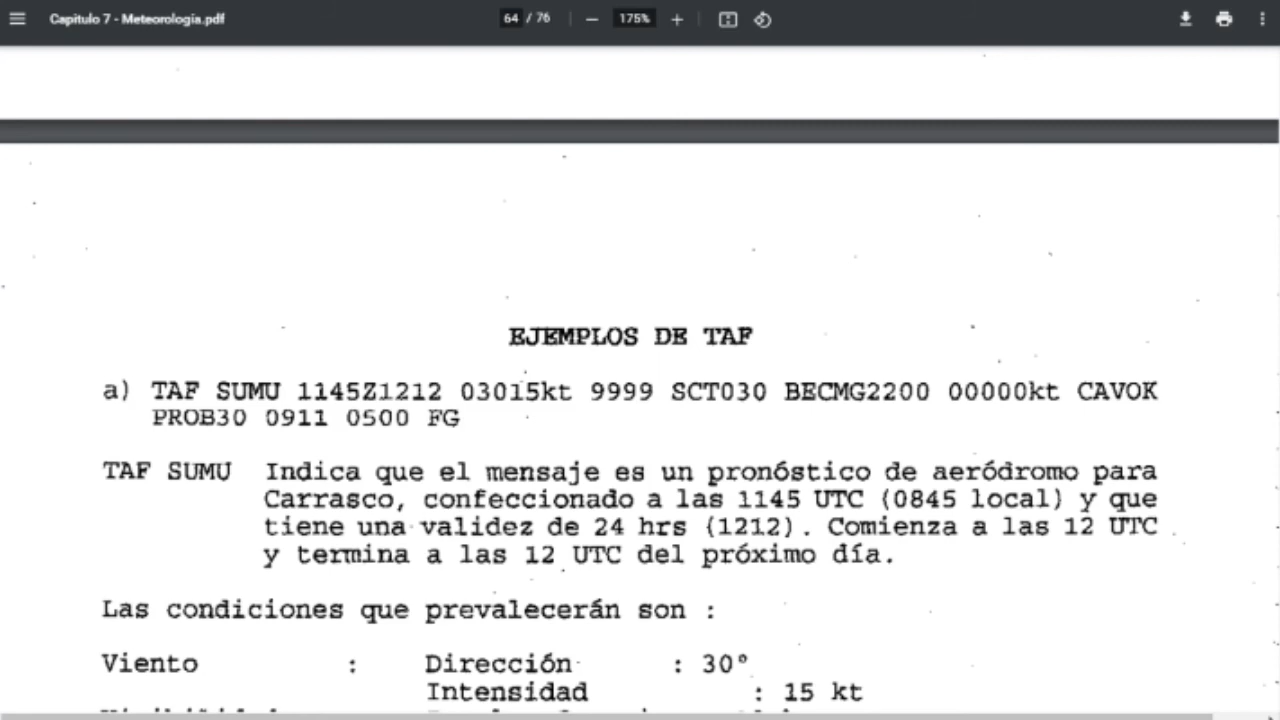 Capitulo 7 - Meteorologia.pdf
64 / 76
175%
EJEMPLOS DE TAF
a) TAF SUMU 1145Z1212 03015kt 9999 SCT030 BECMG2200 00000kt CAVOK
PROB30 0911 0500 FG
TAF SUMU Indica que el mensaje es un pronóstico de aeródromo para
Carrasco, confeccionado a las 1145 UTC (0845 local) y que
tiene una validez de 24 hrs (1212). Comienza a las 12 UTC
y termina a las 12 UTC del próximo día.
Las condiciones que prevalecerán son :
Viento : Dirección : 30°
Intensidad : 15 kt